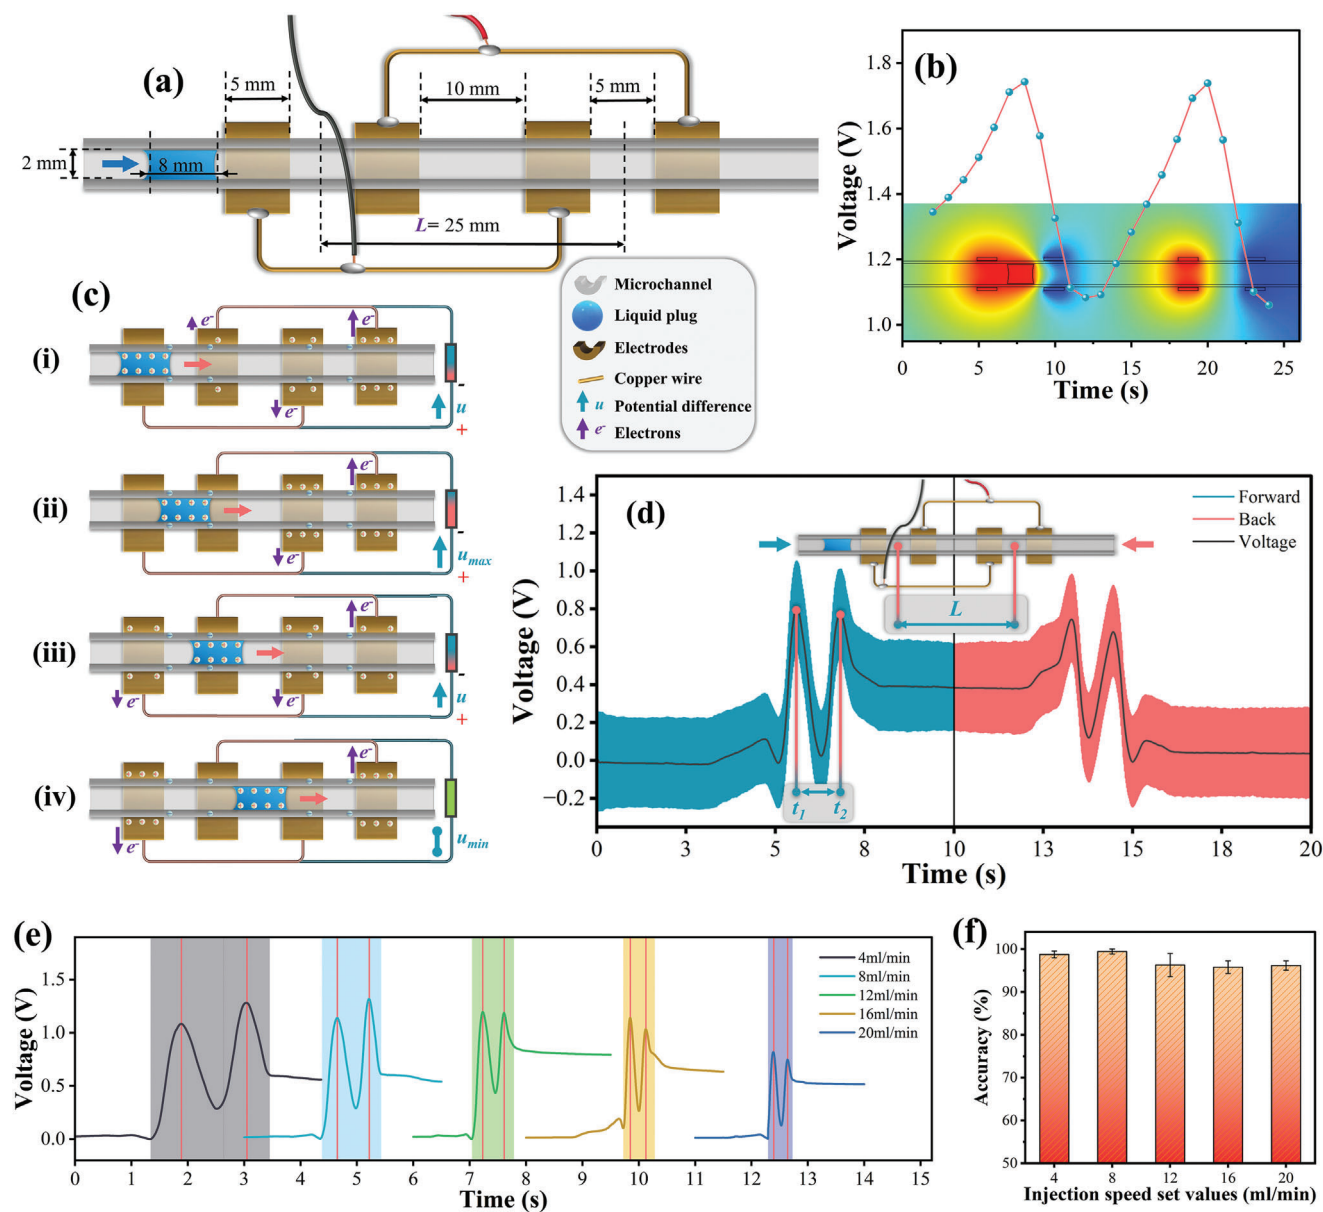 (a)
5 mm
10 mm
5 mm
2 mm
8 mm
L= 25 mm
(b)
Voltage (V)
1.8
1.6
1.4
1.2
1.0
0
5
10
15
20
25
Time (s)
Microchannel
Liquid plug
Electrodes
Copper wire
u Potential difference
e- Electrons
(c)
(i)
e-
e-
e-
-
u
+
(ii)
e-
e-
-
umax
+
(iii)
e-
e-
e-
-
u
+
(iv)
e-
e-
umin
(d)
Voltage (V)
1.4
1.2
1.0
0.8
0.6
0.4
0.2
0.0
−0.2
Forward
Back
Voltage
L
t1
t2
0
3
5
8
10
13
15
18
20
Time (s)
(e)
Voltage (V)
1.5
1.0
0.5
0.0
4ml/min
8ml/min
12ml/min
16ml/min
20ml/min
0 1 2 3 4 5 6 7 8 9 10 11 12 13 14 15
Time (s)
(f)
Accuracy (%)
100
90
80
70
60
50
4
8
12
16
20
Injection speed set values (ml/min)